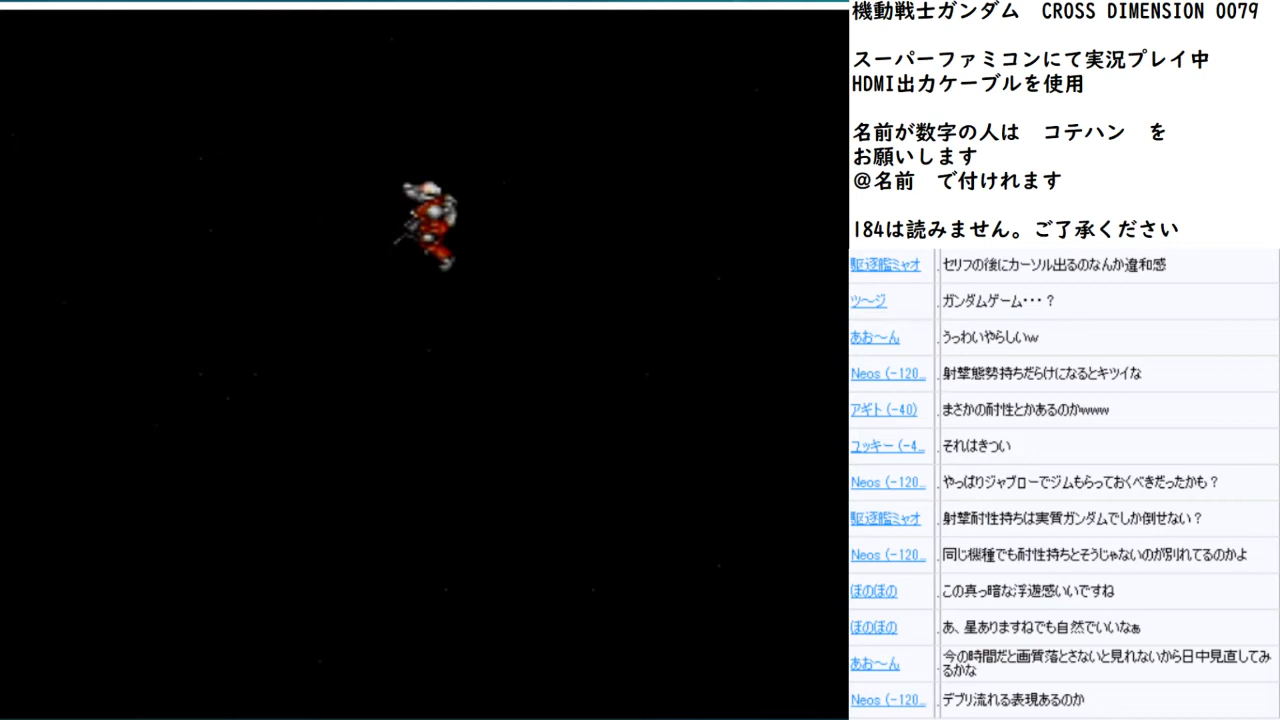 機動戦士ガンダム　CROSS DIMENSION 0079
スーパーファミコンにて実況プレイ中
HDMI出力ケーブルを使用
名前が数字の人は　コテハン　を
お願いします
＠名前　で付けれます
184は読みません。ご了承ください
駆逐艦ミャオ セリフの後にカーソル出るのなんか違和感
ツ～ジ ガンダムゲーム・・・？
あお～ん うっわいやらしいw
Neos (-120... 射撃態勢持ちだらけになるとキツイな
アギト (-40) まさかの耐性とかあるのかwww
ユッキー (-4... それはきつい
Neos (-120... やっぱりジャブローでジムもらっておくべきだったかも？
駆逐艦ミャオ 射撃耐性持ちは実質ガンダムでしか倒せない？
Neos (-120... 同じ機種でも耐性持ちとそうじゃないのが別れてるのかよ
ぽのぽの この真っ暗な浮遊感いいですね
ぽのぽの あ、星ありますねでも自然でいいなぁ
あお～ん 今の時間だと画質落とさないと見れないから日中見直してみ
るかな
Neos (-120... デブリ流れる表現あるのか